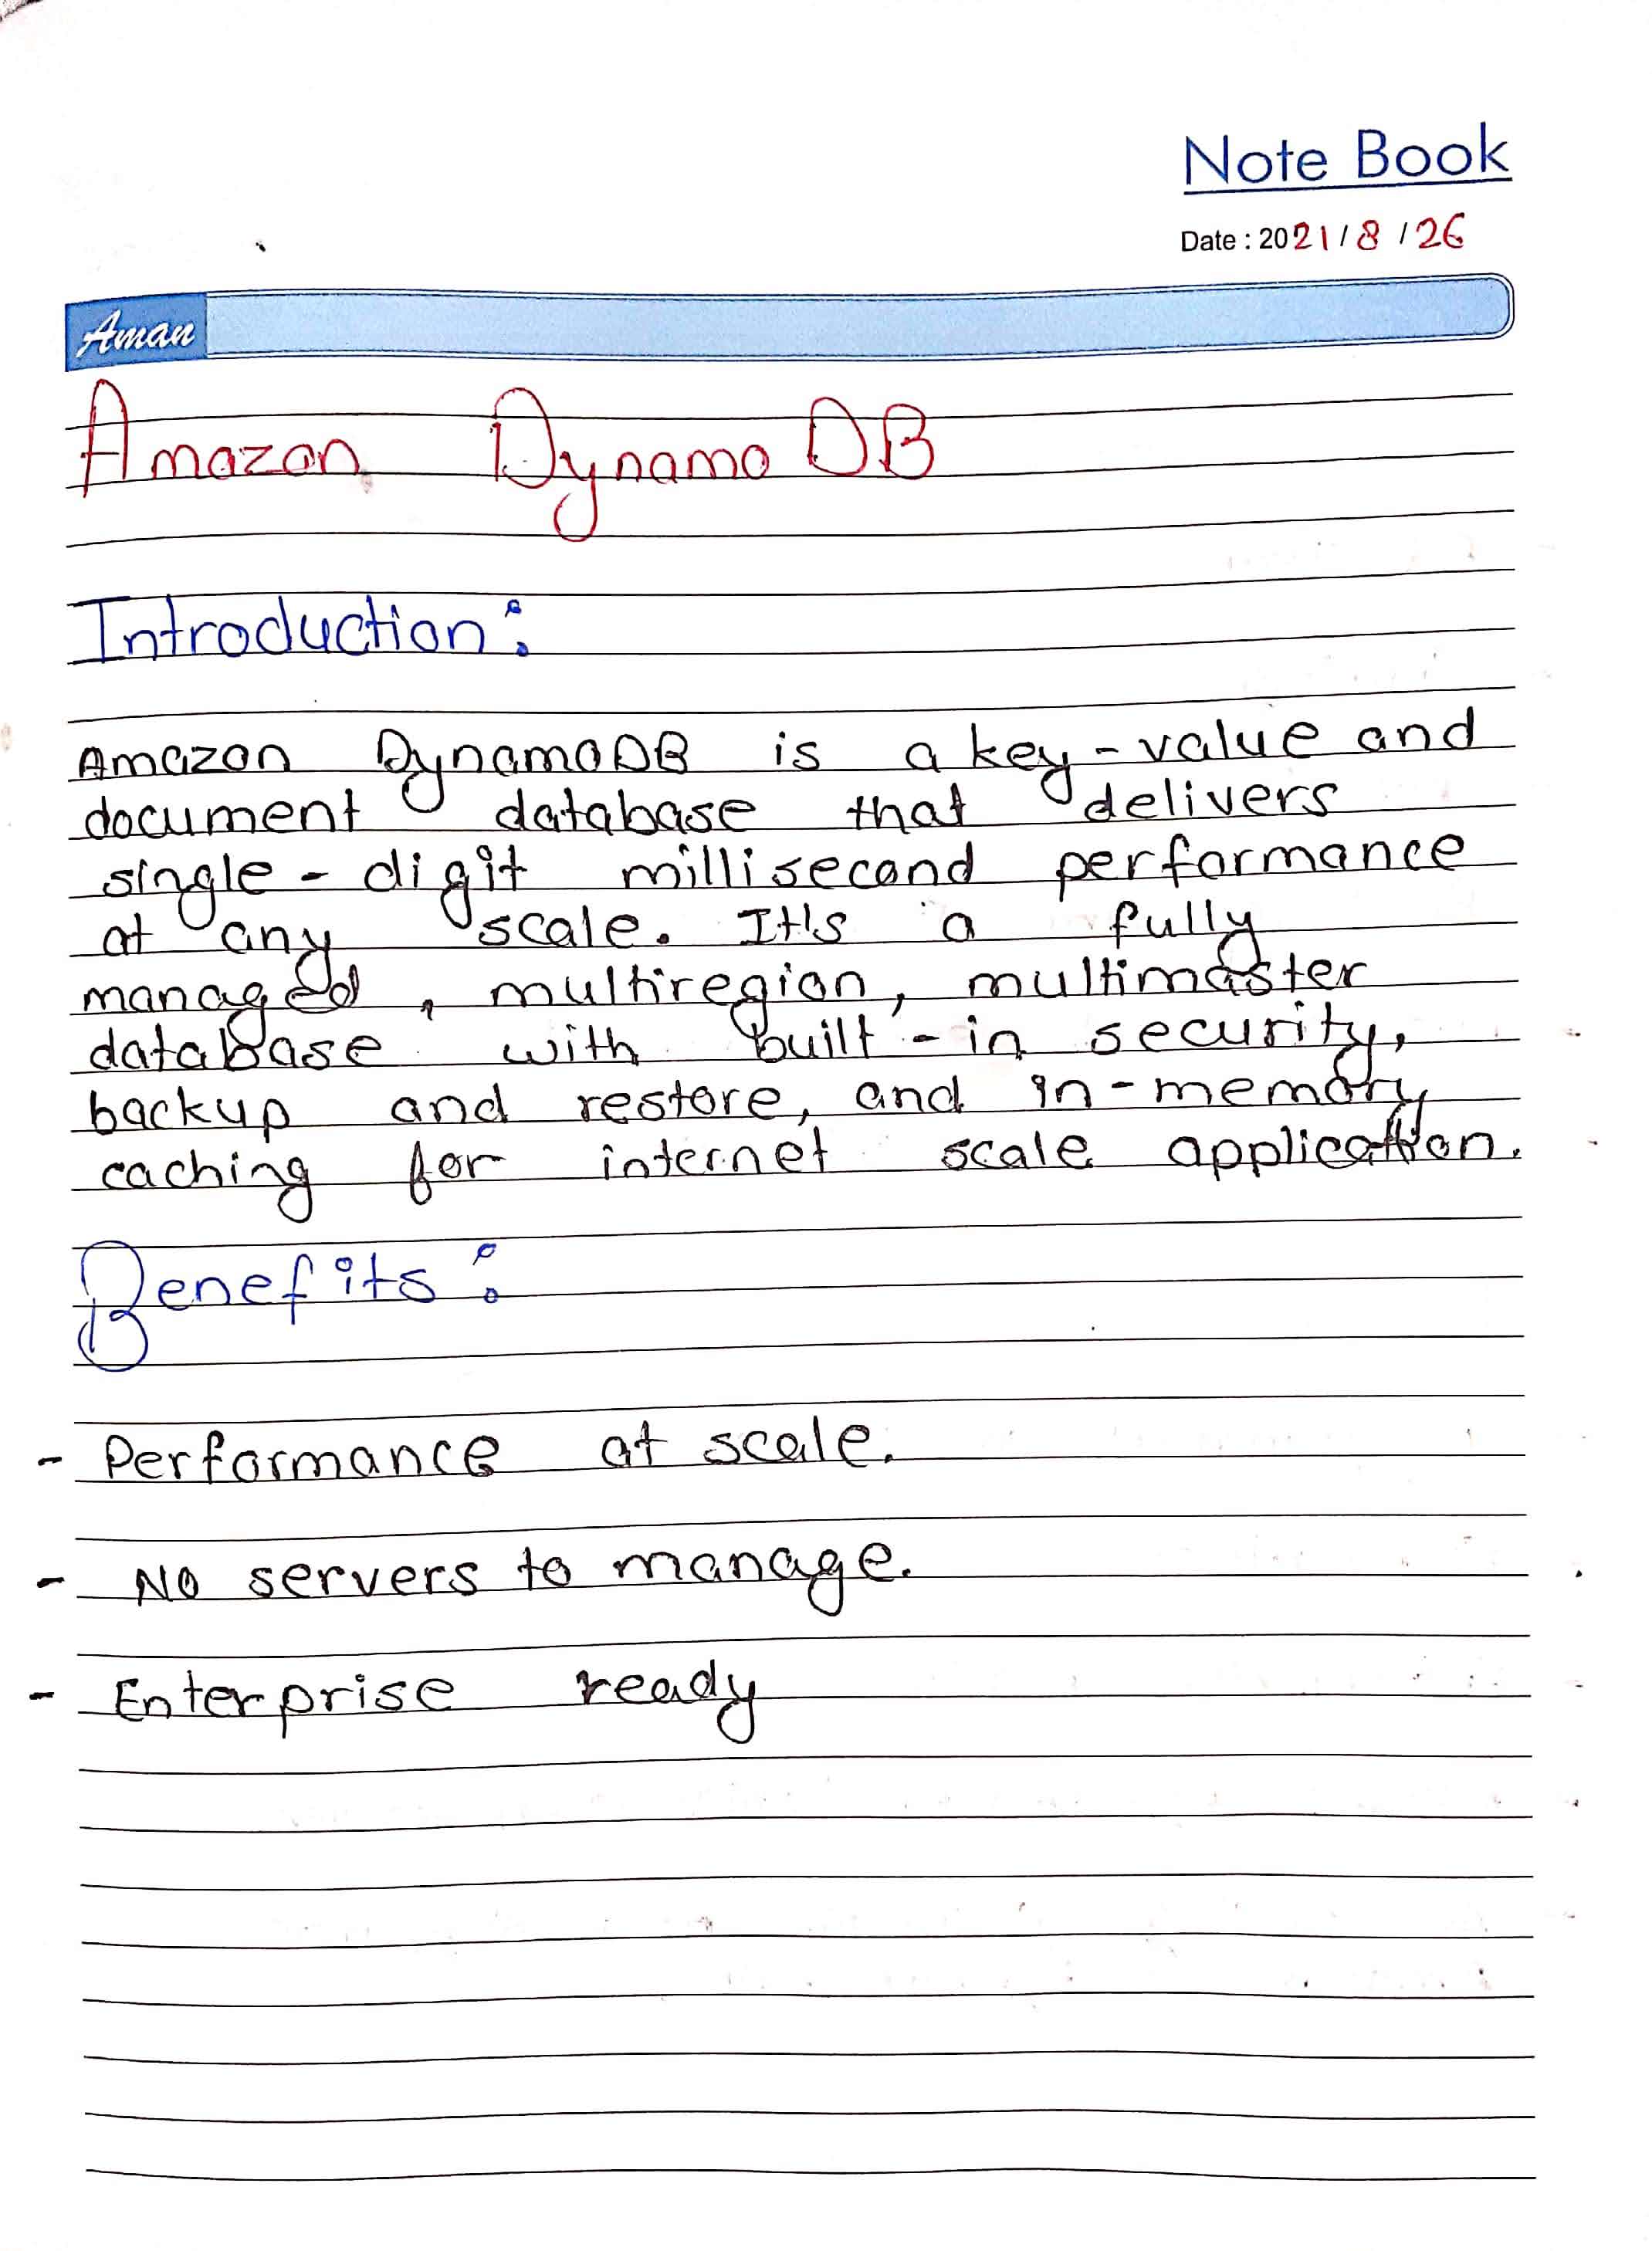 Note Book
Date : 2021/8/26
Aman
Amazon DynamoDB
Introduction:
Amazon DynamoDB is a key-value and
document database that delivers
single-digit millisecond performance
at any scale. It's a fully
managed, multiregion, multimaster
database with built-in security,
backup and restore, and in-memory
caching for internet scale application.
Benefits:
- Performance at scale.
- No servers to manage.
- Enterprise ready